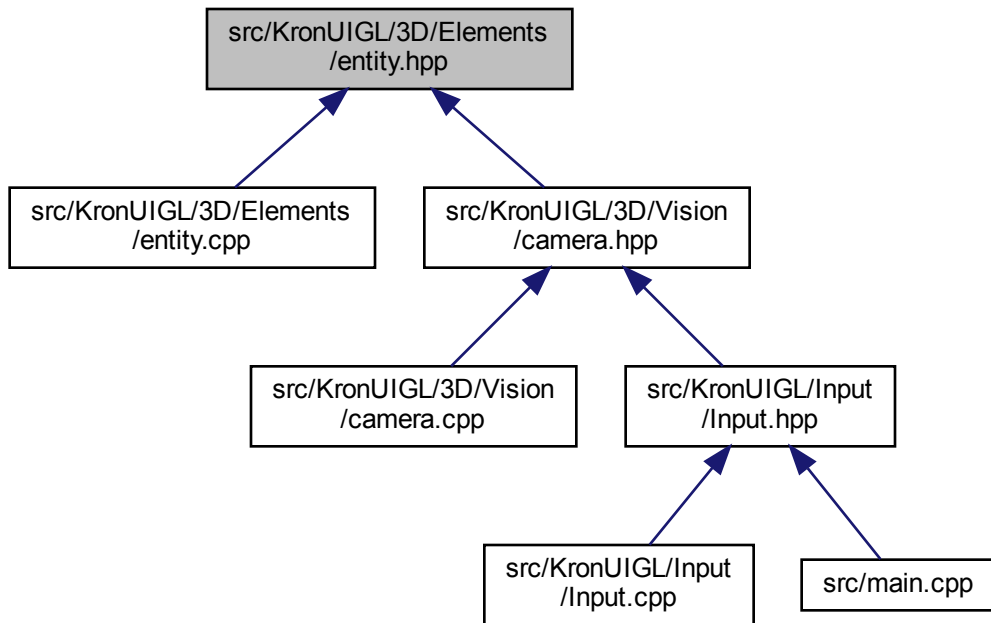 src/KronUIGL/3D/Elements
/entity.hpp
src/KronUIGL/3D/Elements
/entity.cpp
src/KronUIGL/3D/Vision
/camera.hpp
src/KronUIGL/3D/Vision
/camera.cpp
src/KronUIGL/Input
/Input.hpp
src/KronUIGL/Input
/Input.cpp
src/main.cpp